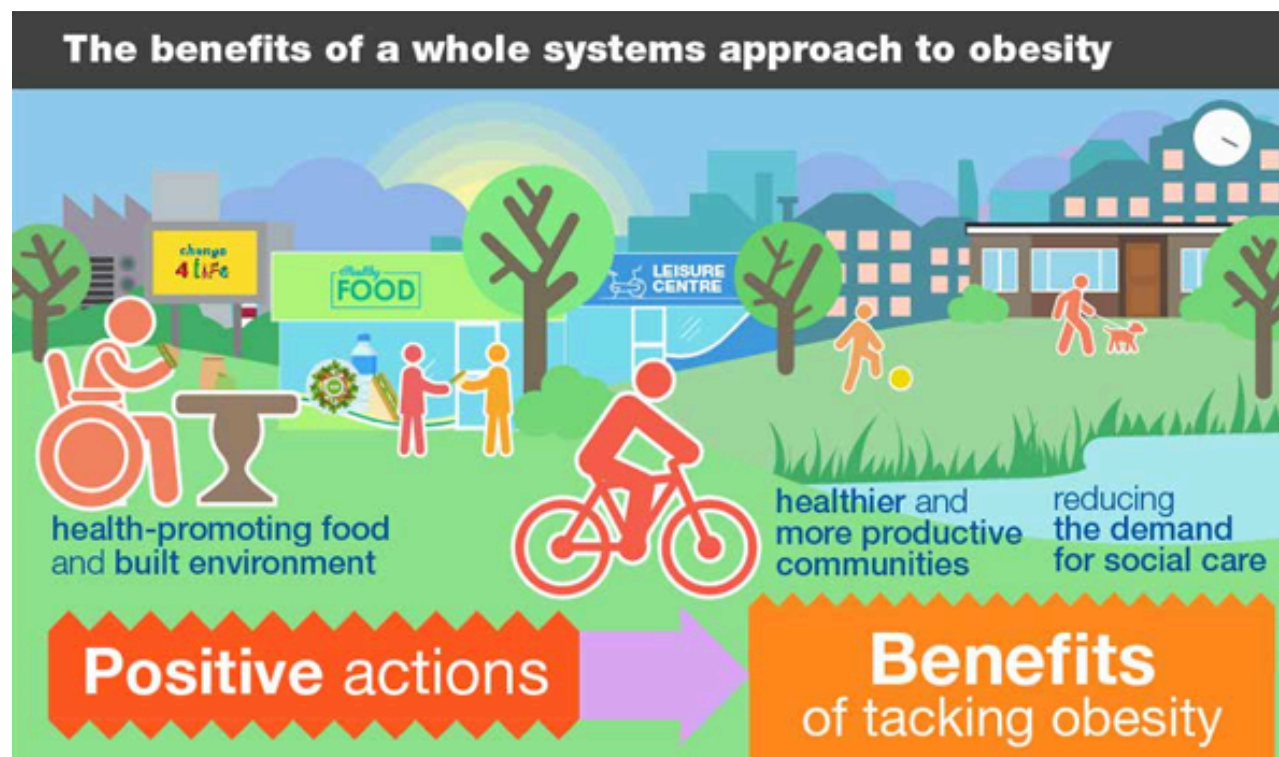 The benefits of a whole systems approach to obesity
change
4 LiFe
Healthy
FOOD
LEISURE
CENTRE
health-promoting food
and built environment
healthier and
more productive
communities
reducing
the demand
for social care
Positive actions
Benefits
of tacking obesity